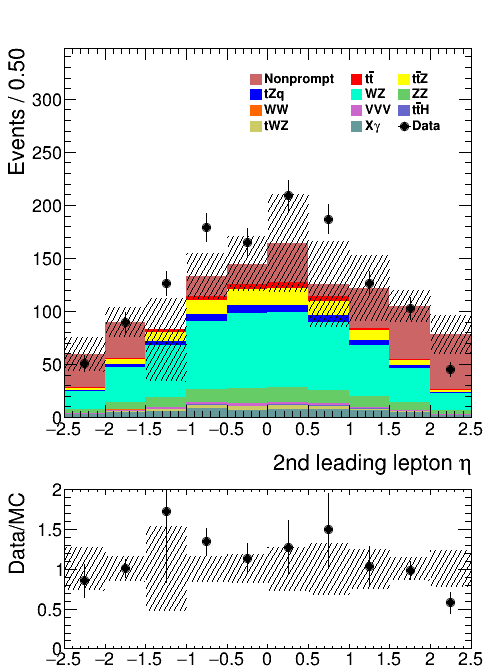 Events / 0.50
350
300
250
200
150
100
50
0
Nonprompt tt̄ tt̄Z
tZq WZ ZZ
WW VVV tt̄H
tWZ Xγ Data
−2.5 −2 −1.5 −1 −0.5 0 0.5 1 1.5 2 2.5
2nd leading lepton η
Data/MC
2
1.5
1
0.5
0
−2.5 −2 −1.5 −1 −0.5 0 0.5 1 1.5 2 2.5